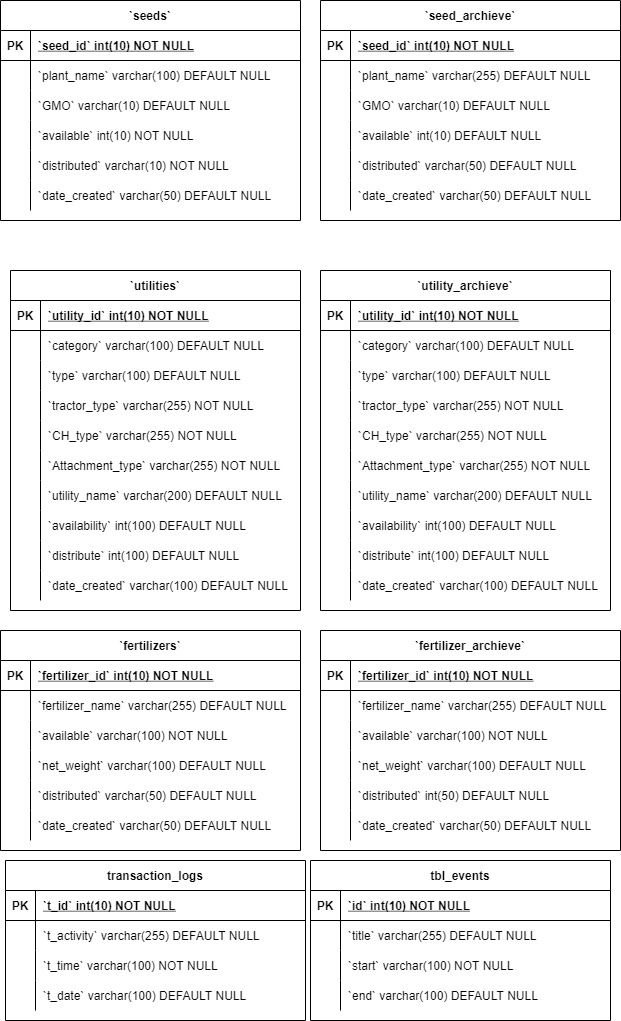 `seeds`
PK `seed_id` int(10) NOT NULL
`plant_name` varchar(100) DEFAULT NULL
`GMO` varchar(10) DEFAULT NULL
`available` int(10) NOT NULL
`distributed` varchar(10) NOT NULL
`date_created` varchar(50) DEFAULT NULL
`seed_archieve`
PK `seed_id` int(10) NOT NULL
`plant_name` varchar(255) DEFAULT NULL
`GMO` varchar(10) DEFAULT NULL
`available` int(10) DEFAULT NULL
`distributed` varchar(50) DEFAULT NULL
`date_created` varchar(50) DEFAULT NULL
`utilities`
PK `utility_id` int(10) NOT NULL
`category` varchar(100) DEFAULT NULL
`type` varchar(100) DEFAULT NULL
`tractor_type` varchar(255) NOT NULL
`CH_type` varchar(255) NOT NULL
`Attachment_type` varchar(255) NOT NULL
`utility_name` varchar(200) DEFAULT NULL
`availability` int(100) DEFAULT NULL
`distribute` int(100) DEFAULT NULL
`date_created` varchar(100) DEFAULT NULL
`utility_archieve`
PK `utility_id` int(10) NOT NULL
`category` varchar(100) DEFAULT NULL
`type` varchar(100) DEFAULT NULL
`tractor_type` varchar(255) NOT NULL
`CH_type` varchar(255) NOT NULL
`Attachment_type` varchar(255) NOT NULL
`utility_name` varchar(200) DEFAULT NULL
`availability` int(100) DEFAULT NULL
`distribute` int(100) DEFAULT NULL
`date_created` varchar(100) DEFAULT NULL
`fertilizers`
PK `fertilizer_id` int(10) NOT NULL
`fertilizer_name` varchar(255) DEFAULT NULL
`available` varchar(100) NOT NULL
`net_weight` varchar(100) DEFAULT NULL
`distributed` varchar(50) DEFAULT NULL
`date_created` varchar(50) DEFAULT NULL
`fertilizer_archieve`
PK `fertilizer_id` int(10) NOT NULL
`fertilizer_name` varchar(255) DEFAULT NULL
`available` varchar(100) NOT NULL
`net_weight` varchar(100) DEFAULT NULL
`distributed` int(50) DEFAULT NULL
`date_created` varchar(50) DEFAULT NULL
transaction_logs
PK `t_id` int(10) NOT NULL
`t_activity` varchar(255) DEFAULT NULL
`t_time` varchar(100) NOT NULL
`t_date` varchar(100) DEFAULT NULL
tbl_events
PK `id` int(10) NOT NULL
`title` varchar(255) DEFAULT NULL
`start` varchar(100) NOT NULL
`end` varchar(100) DEFAULT NULL